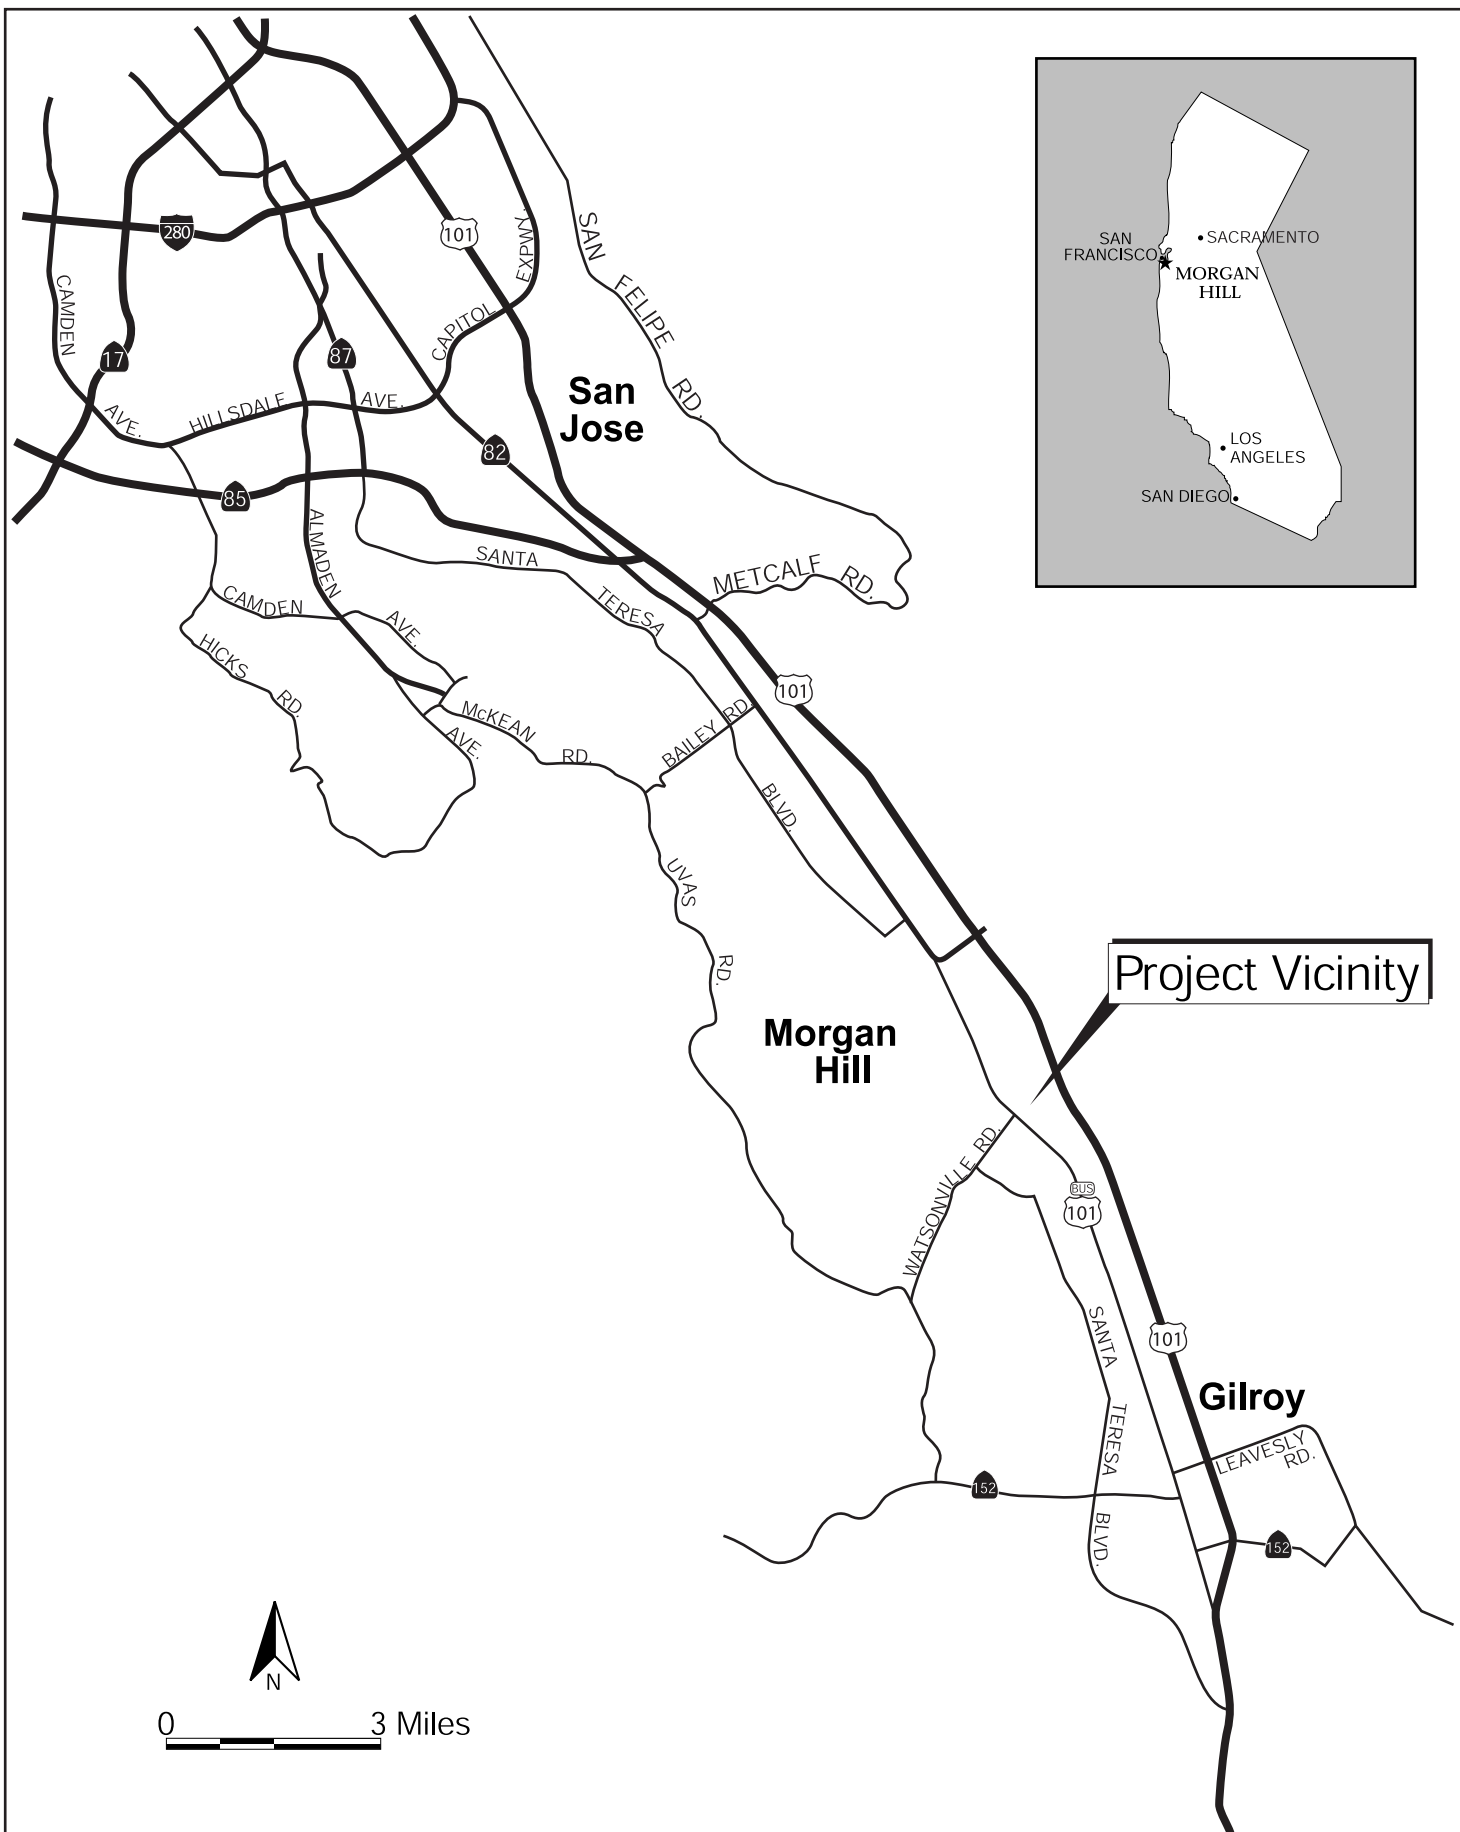 280
101
EXPWY.
SAN
FELIPE
RD.
CAMDEN
AVE.
17
87
CAPITOL
HILLSDALE
AVE.
San
Jose
82
85
ALMADEN
SANTA
TERESA
METCALF
RD.
CAMDEN
AVE.
HICKS
RD.
McKEAN
RD.
AVE.
BAILEY RD.
101
BLVD.
UVAS
RD.
Morgan
Hill
Project Vicinity
WATSONVILLE RD.
BUS
101
SANTA
TERESA
BLVD.
101
Gilroy
LEAVESLY
RD.
152
152
SAN
FRANCISCO
SACRAMENTO
MORGAN
HILL
LOS
ANGELES
SAN DIEGO
N
0
3 Miles